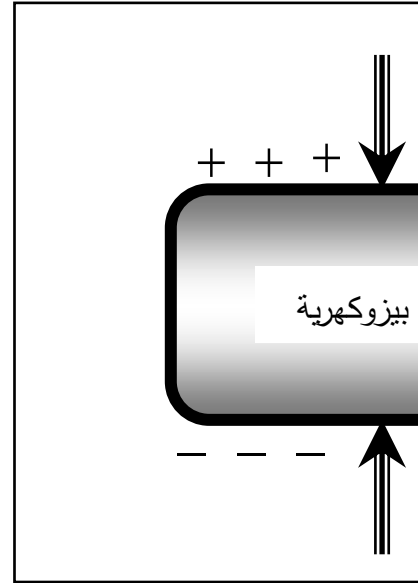 + + +
بيزوكهرية
− − −